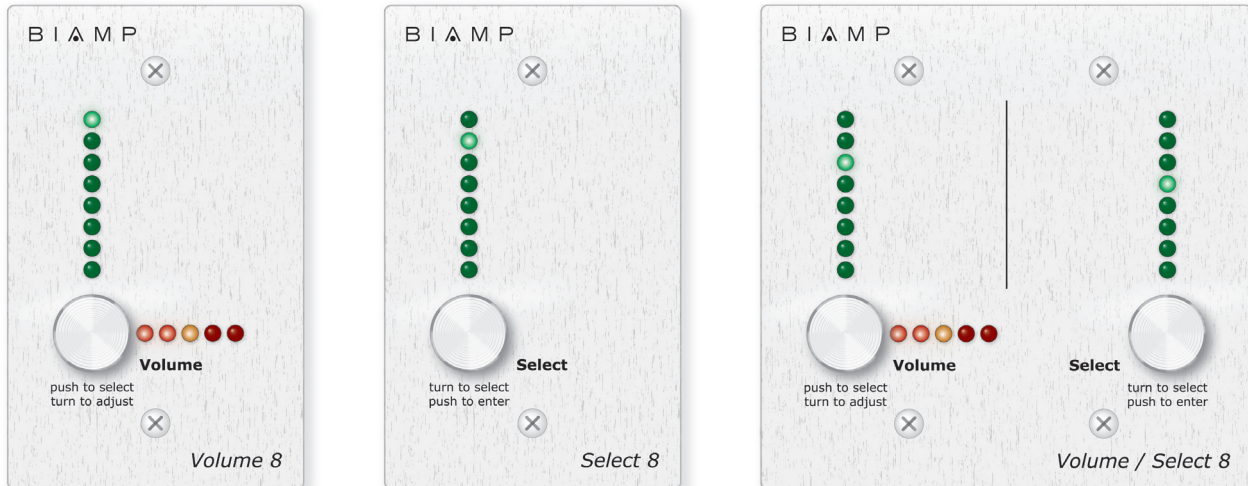 BIAMP
Volume
push to select
turn to adjust
Volume 8
BIAMP
Select
turn to select
push to enter
Select 8
BIAMP
Volume
push to select
turn to adjust
Select
turn to select
push to enter
Volume / Select 8